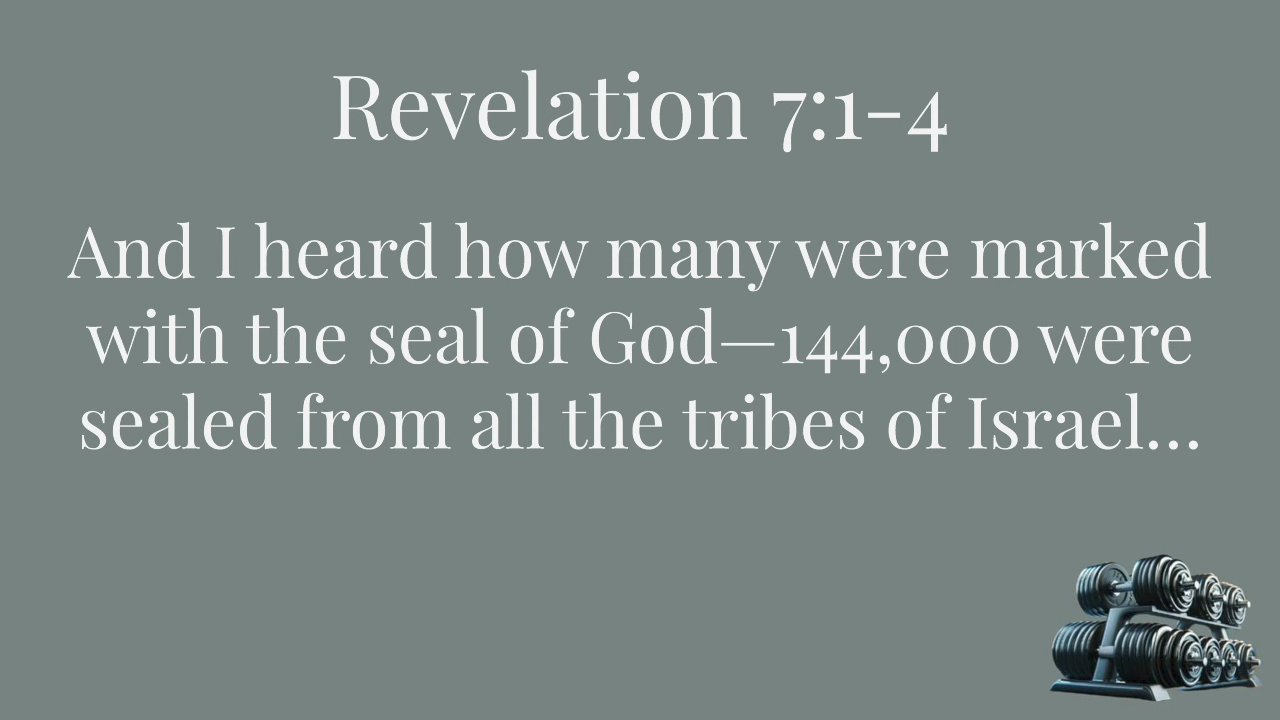 Revelation 7:1-4
And I heard how many were marked
with the seal of God—144,000 were
sealed from all the tribes of Israel…